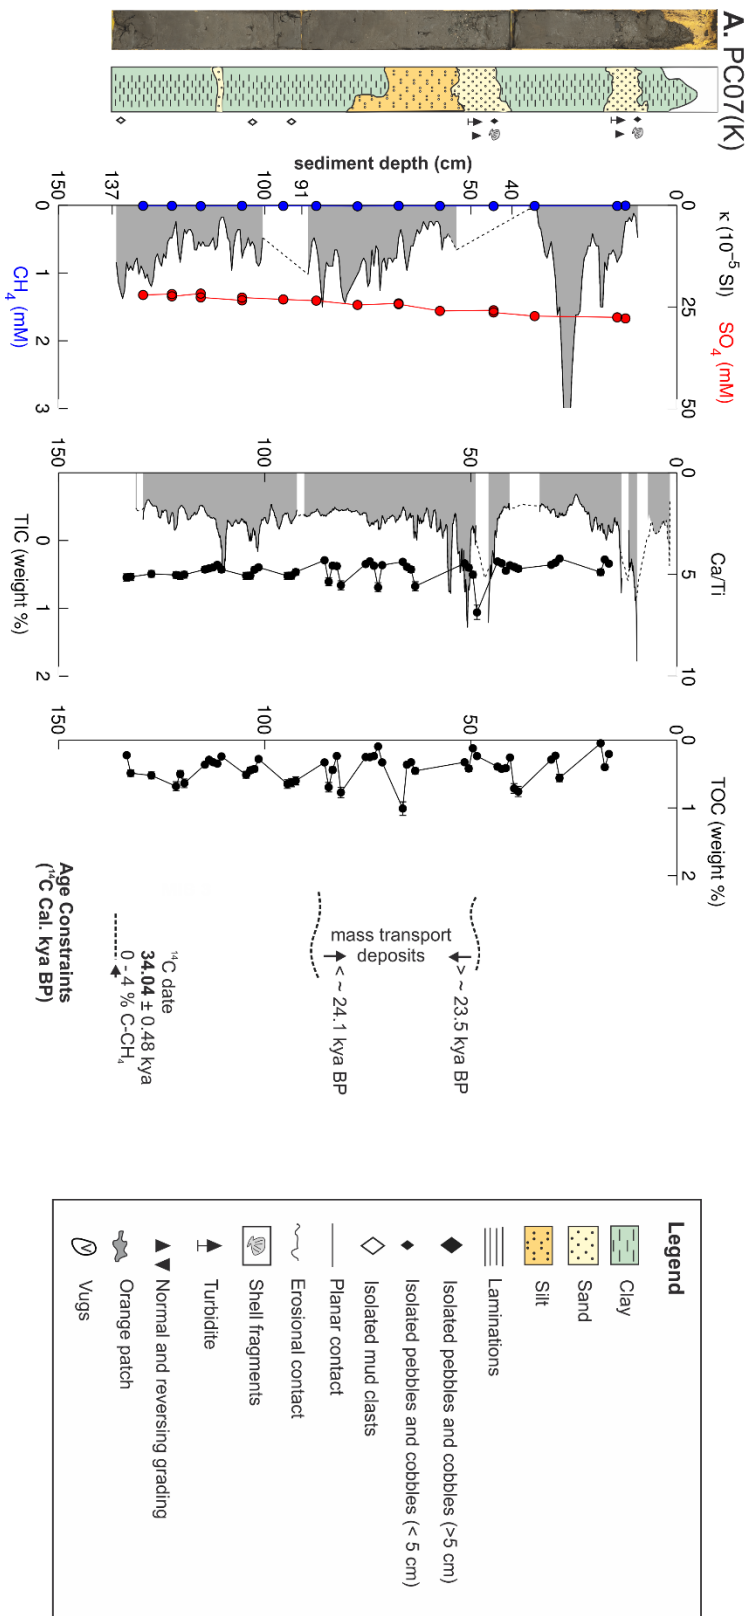 A. PC07(K)
sediment depth (cm)
150
137
100
91
50
40
0
κ (10⁻⁵ SI)
SO₄ (mM)
0
25
50
0
1
2
3
CH₄ (mM)
150
100
50
0
Ca/Ti
0
5
10
0
1
2
TIC (weight %)
150
100
50
0
TOC (weight %)
0
1
2
mass transport
deposits
> ~ 23.5 kya BP
< ~ 24.1 kya BP
¹⁴C date
34.04 ± 0.48 kya
0 - 4 % C-CH₄
Age Constraints
(¹⁴C Cal. kya BP)
Legend
Clay
Sand
Silt
Laminations
Isolated pebbles and cobbles (>5 cm)
Isolated pebbles and cobbles (< 5 cm)
Isolated mud clasts
Planar contact
Erosional contact
Shell fragments
Turbidite
Normal and reversing grading
Orange patch
V Vugs